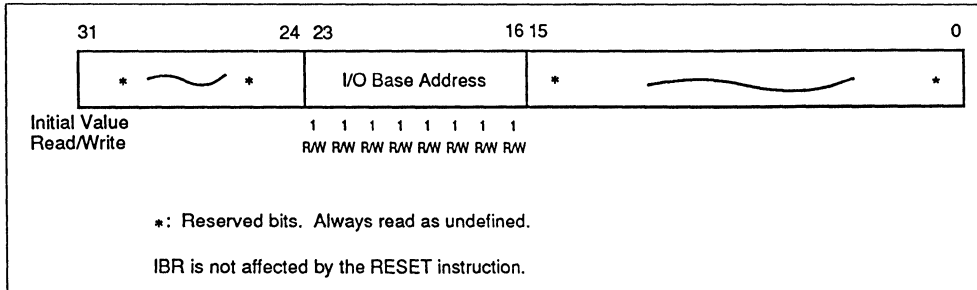 31 24 23 16 15 0
* * I/O Base Address * *
Initial Value 1 1 1 1 1 1 1 1
Read/Write R/W R/W R/W R/W R/W R/W R/W R/W
*: Reserved bits. Always read as undefined.
IBR is not affected by the RESET instruction.